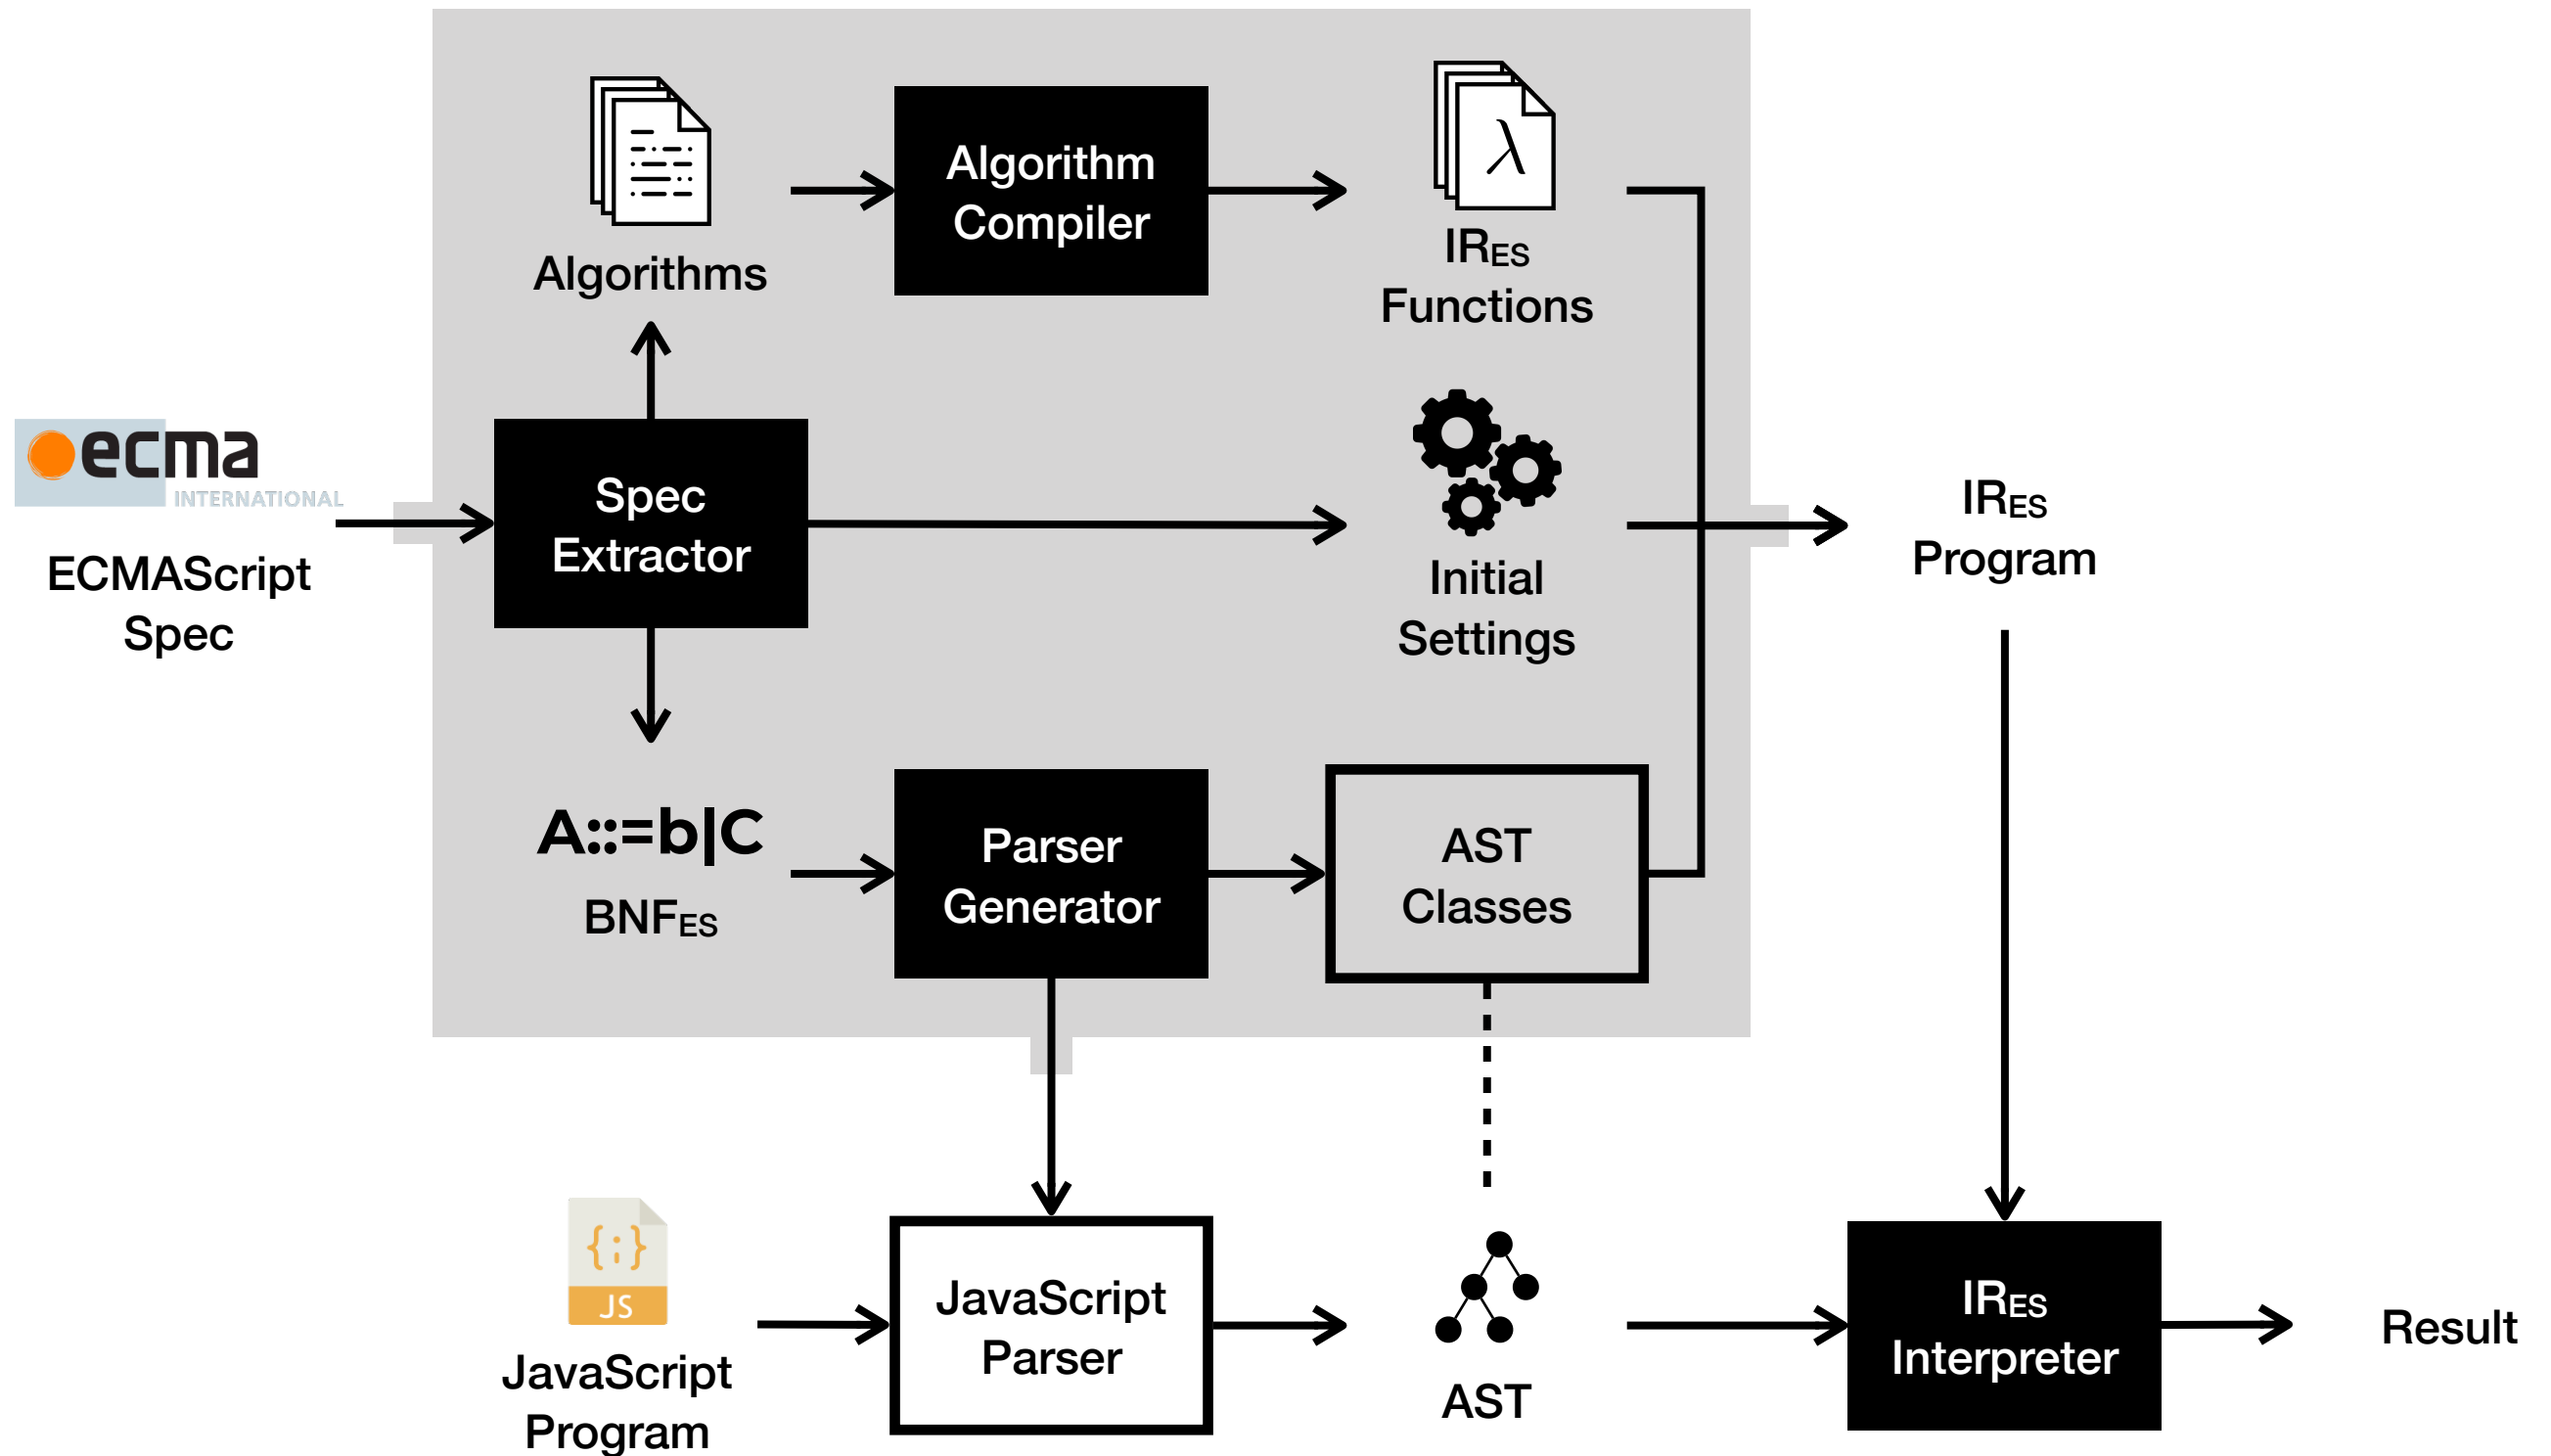 Algorithms
Algorithm
Compiler
λ
IRES
Functions
ecma
INTERNATIONAL
ECMAScript
Spec
Spec
Extractor
Initial
Settings
IRES
Program
A::=b|C
BNFES
Parser
Generator
AST
Classes
{;}
JS
JavaScript
Program
JavaScript
Parser
AST
IRES
Interpreter
Result